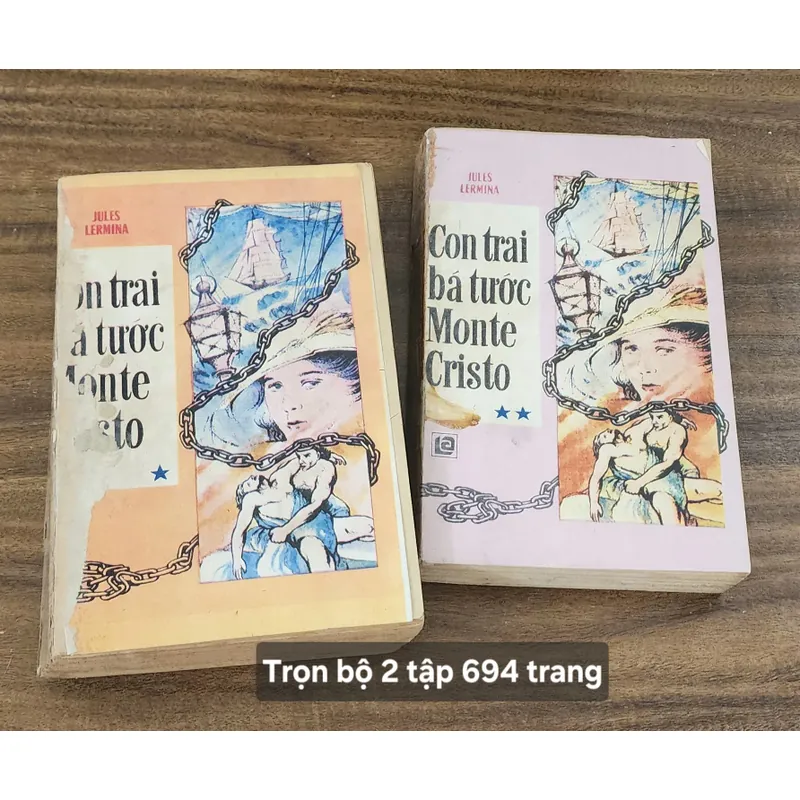 JULES
LERMINA
on trai
á tước
Monte
sto
JULES
LERMINA
Con trai
bá tước
Monte
Cristo
Trọn bộ 2 tập 694 trang